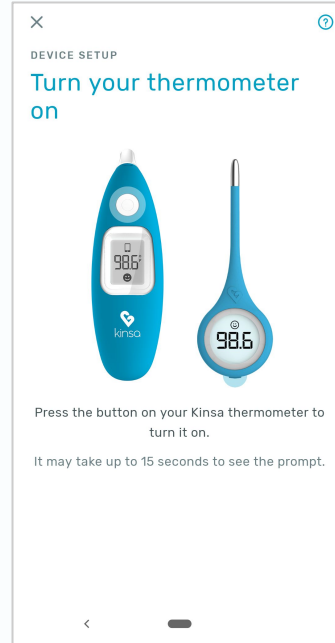 DEVICE SETUP
Turn your thermometer
on
98.6°
kinsa
98.6
Press the button on your Kinsa thermometer to
turn it on.
It may take up to 15 seconds to see the prompt.